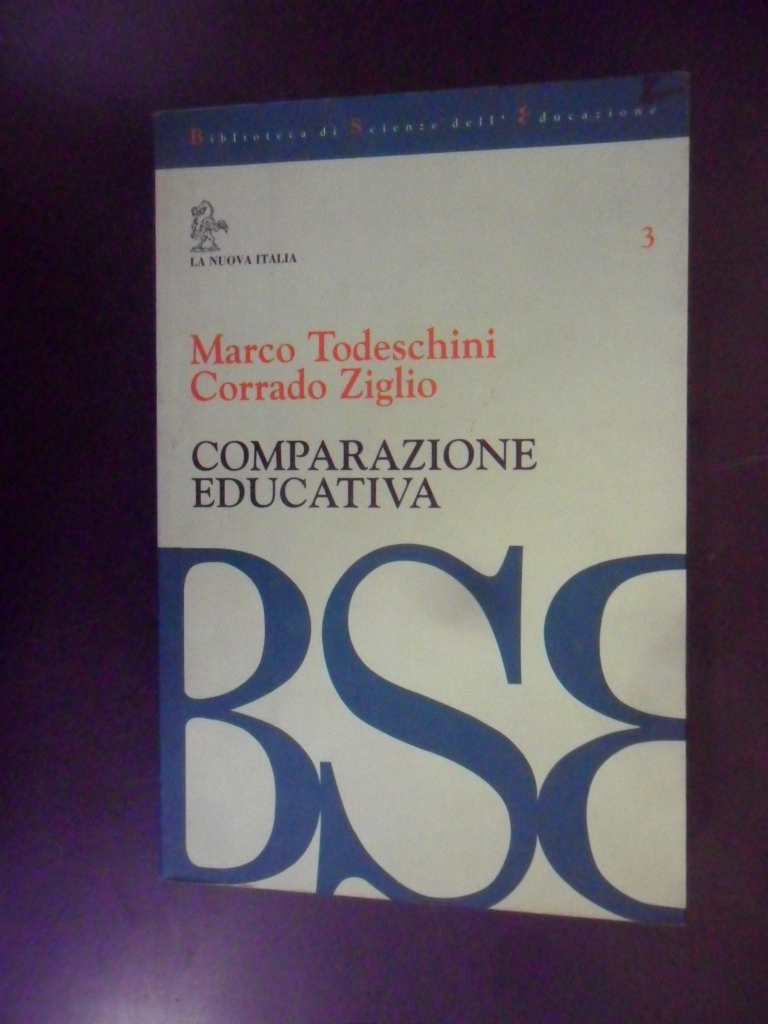 Biblioteca di Scienze dell' Educazione
LA NUOVA ITALIA
3
Marco Todeschini
Corrado Ziglio
COMPARAZIONE
EDUCATIVA
BSE